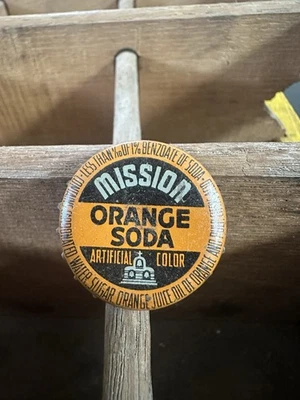 NOT LESS THAN 1/10 OF 1% BENZOATE OF SODA
MISSION
ORANGE
SODA
ARTIFICIAL COLOR
WATER, SUGAR, ORANGE JUICE, OIL OF ORANGE